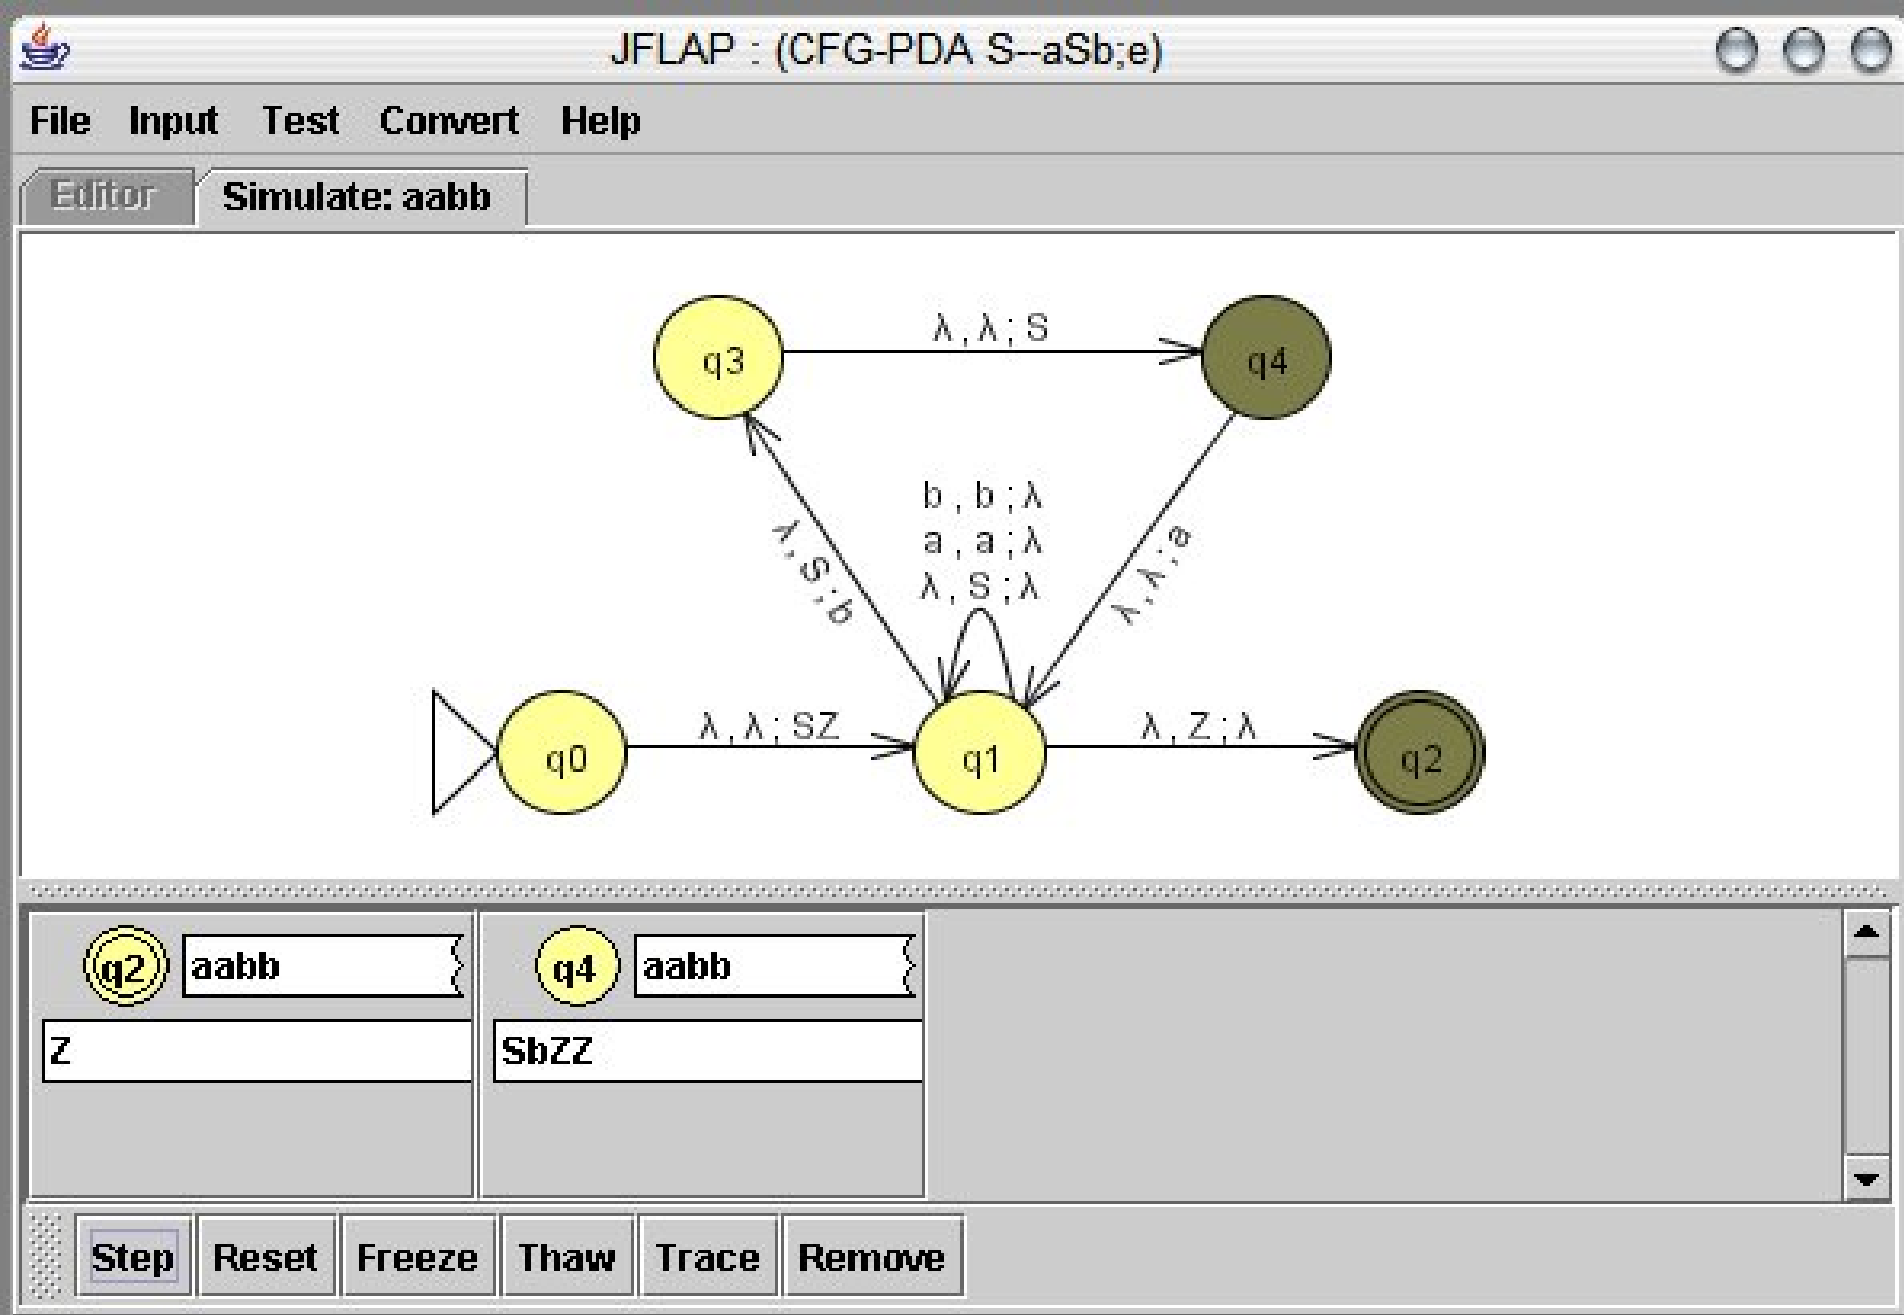 JFLAP : (CFG-PDA S--aSb;e)
File Input Test Convert Help
Editor Simulate: aabb
q3
λ , λ ; S
q4
λ , S ; b
b , b ; λ
a , a ; λ
λ , S ; λ
λ , λ ; a
q0
λ , λ ; SZ
q1
λ , Z ; λ
q2
q2 aabb
Z
q4 aabb
SbZZ
Step Reset Freeze Thaw Trace Remove